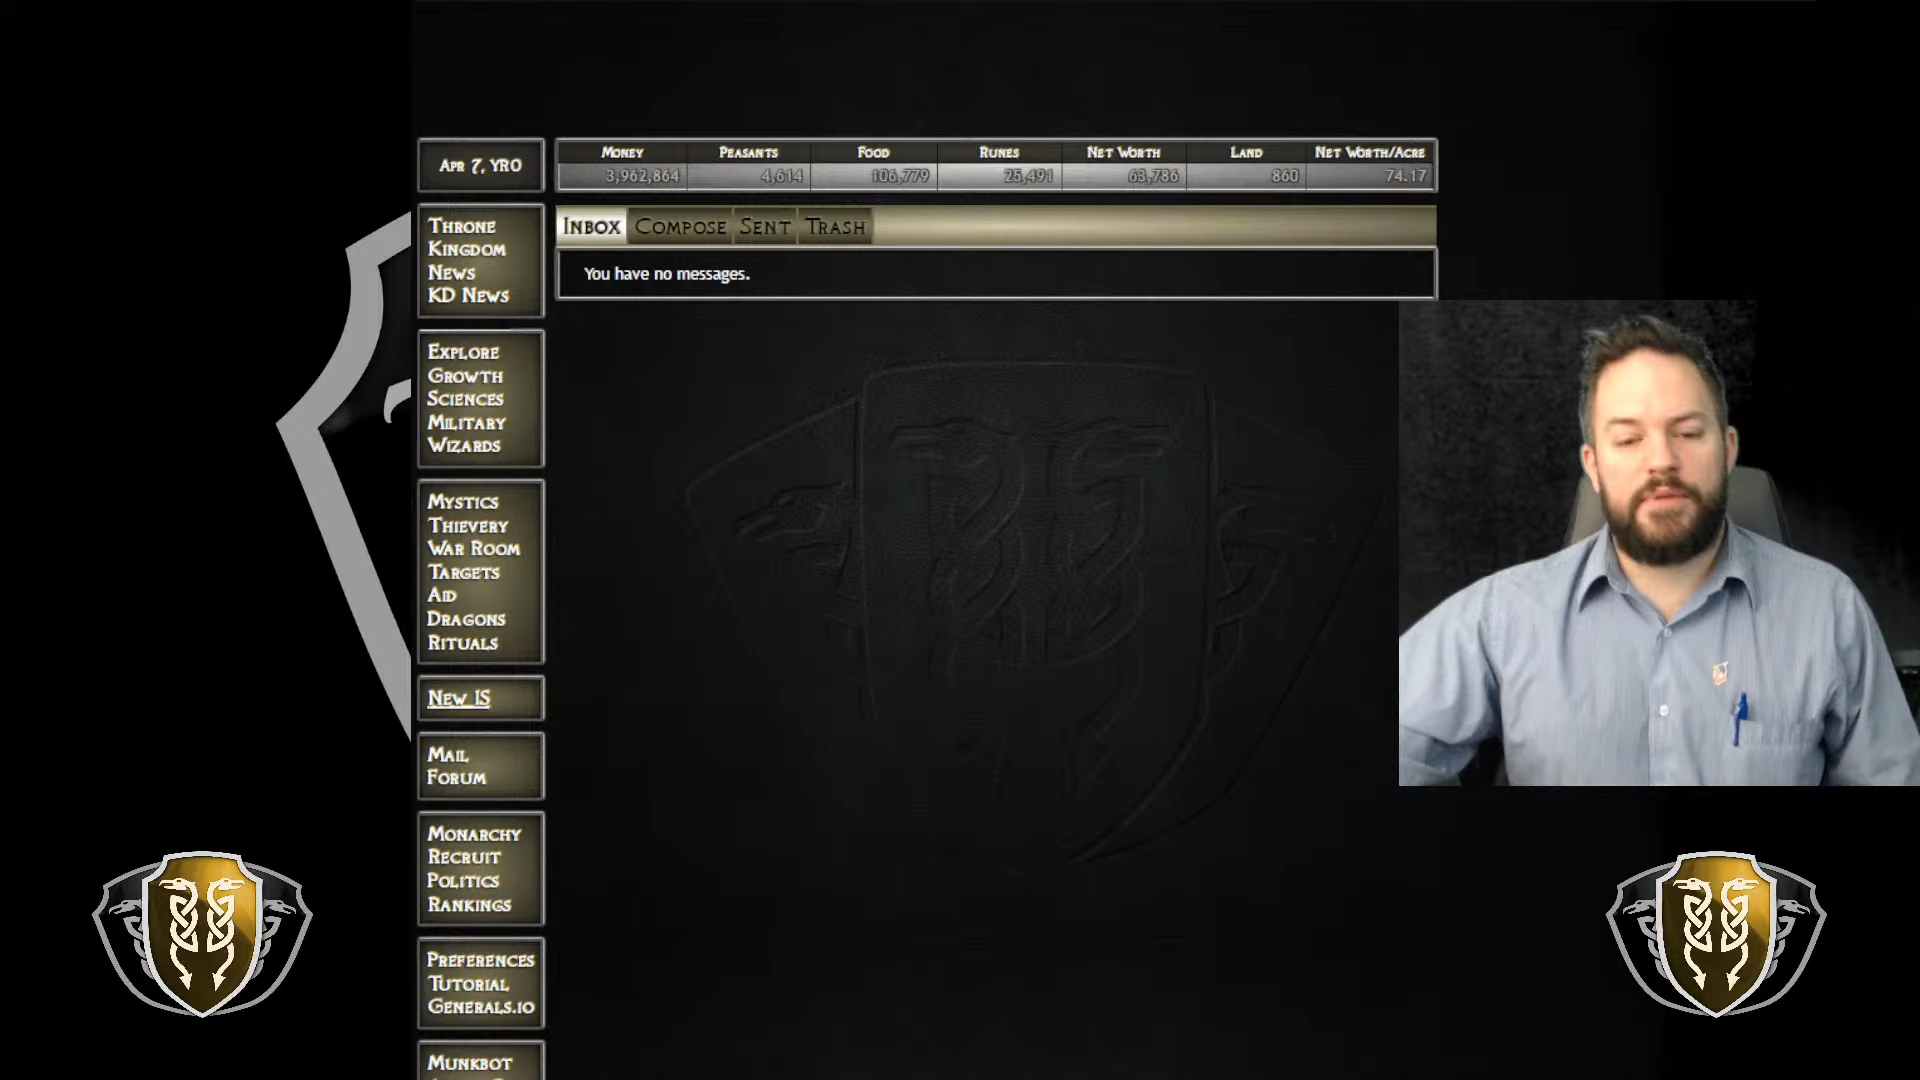 Apr 7, YR0
Money Peasants Food Runes Net Worth Land Net Worth/Acre
3,962,864 4,614 106,779 25,491 63,786 860 74.17
Inbox Compose Sent Trash
You have no messages.
Throne
Kingdom
News
KD News
Explore
Growth
Sciences
Military
Wizards
Mystics
Thievery
War Room
Targets
Aid
Dragons
Rituals
New IS
Mail
Forum
Monarchy
Recruit
Politics
Rankings
Preferences
Tutorial
Generals.io
Munkbot